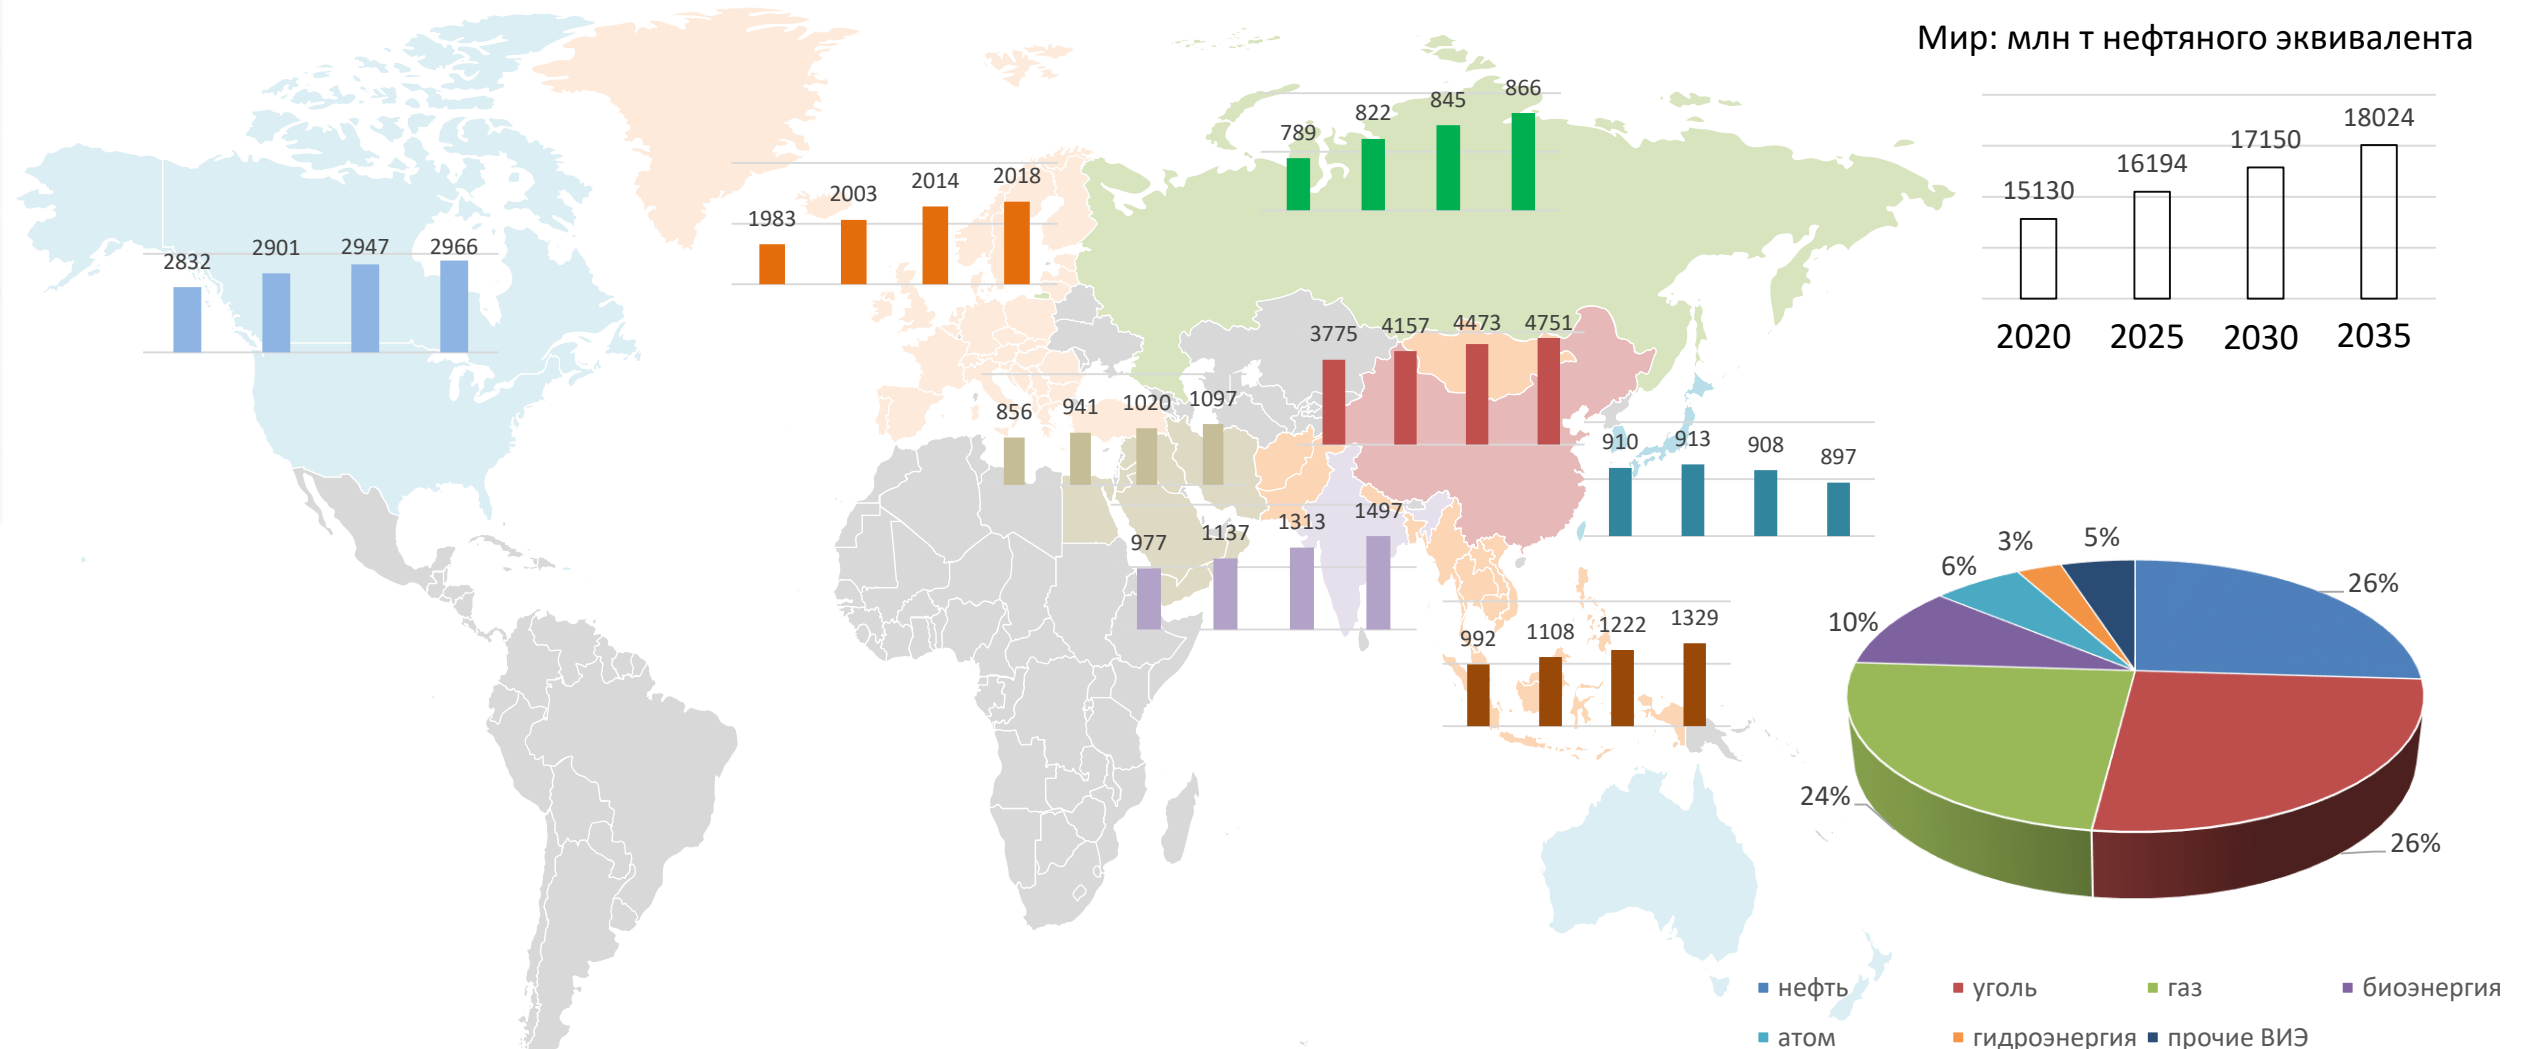 Мир: млн т нефтяного эквивалента
15130 16194 17150 18024
2020 2025 2030 2035
2832 2901 2947 2966
1983 2003 2014 2018
789 822 845 866
3775 4157 4473 4751
856 941 1020 1097
910 913 908 897
977 1137 1313 1497
992 1108 1222 1329
26%
26%
24%
10%
6%
3%
5%
нефть уголь газ биоэнергия
атом гидроэнергия прочие ВИЭ